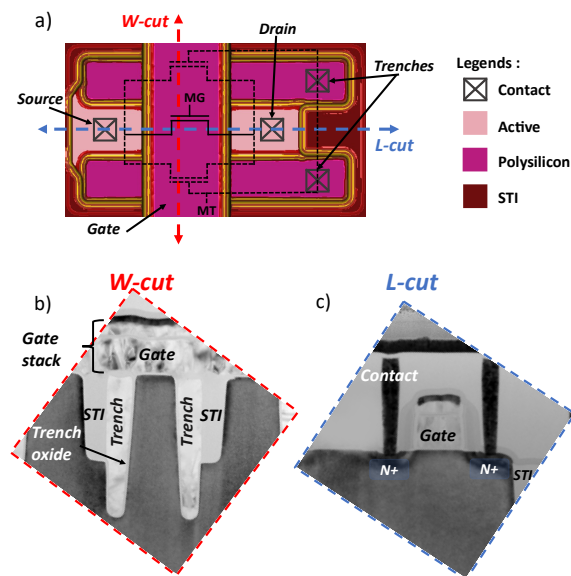 a)
W-cut
Drain
Trenches
Source
MG
L-cut
MT
Gate
Legends :
Contact
Active
Polysilicon
STI
W-cut
b)
Gate
stack
Gate
STI
Trench
Trench
STI
Trench
oxide
L-cut
c)
Contact
Gate
N+
N+
STI